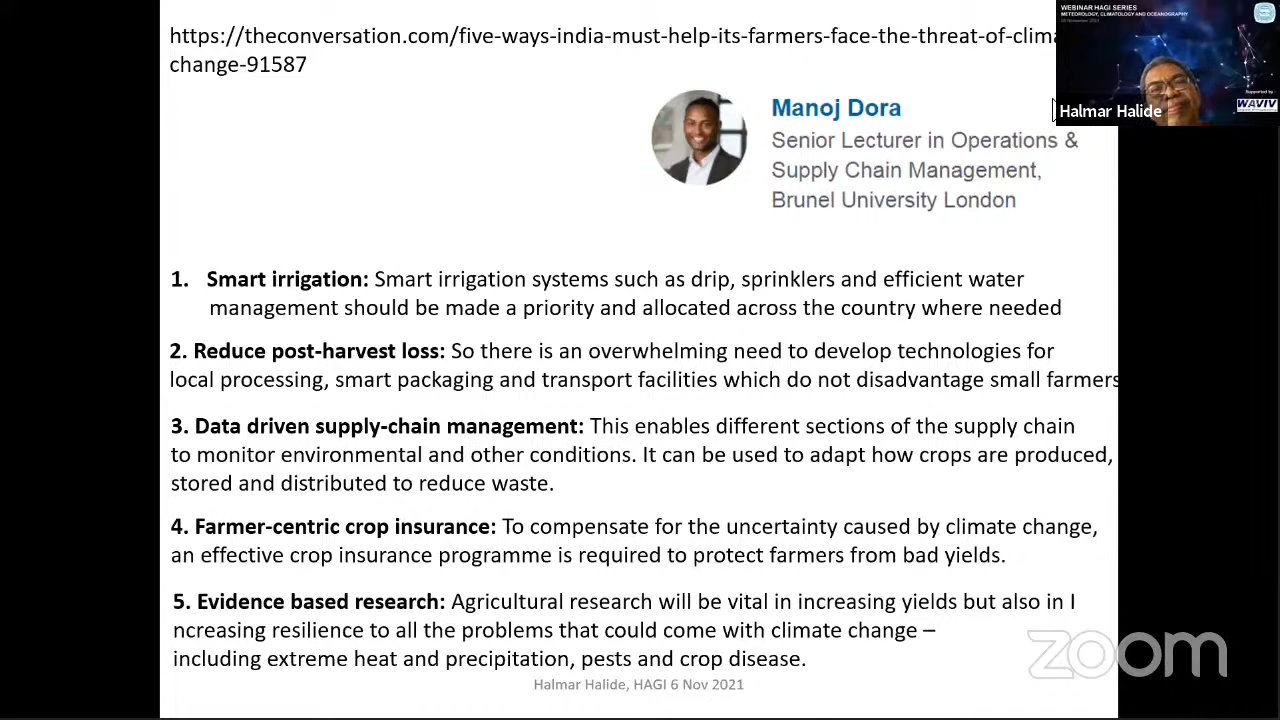 https://theconversation.com/five-ways-india-must-help-its-farmers-face-the-threat-of-clima
change-91587
WEBINAR HAGI SERIES
METEOROLOGY, CLIMATOLOGY AND OCEANOGRAPHY
Supported by
WAVIV
Halmar Halide
Manoj Dora
Senior Lecturer in Operations &
Supply Chain Management,
Brunel University London
1. Smart irrigation: Smart irrigation systems such as drip, sprinklers and efficient water
management should be made a priority and allocated across the country where needed
2. Reduce post-harvest loss: So there is an overwhelming need to develop technologies for
local processing, smart packaging and transport facilities which do not disadvantage small farmers
3. Data driven supply-chain management: This enables different sections of the supply chain
to monitor environmental and other conditions. It can be used to adapt how crops are produced,
stored and distributed to reduce waste.
4. Farmer-centric crop insurance: To compensate for the uncertainty caused by climate change,
an effective crop insurance programme is required to protect farmers from bad yields.
5. Evidence based research: Agricultural research will be vital in increasing yields but also in I
ncreasing resilience to all the problems that could come with climate change –
including extreme heat and precipitation, pests and crop disease.
Halmar Halide, HAGI 6 Nov 2021
zoom